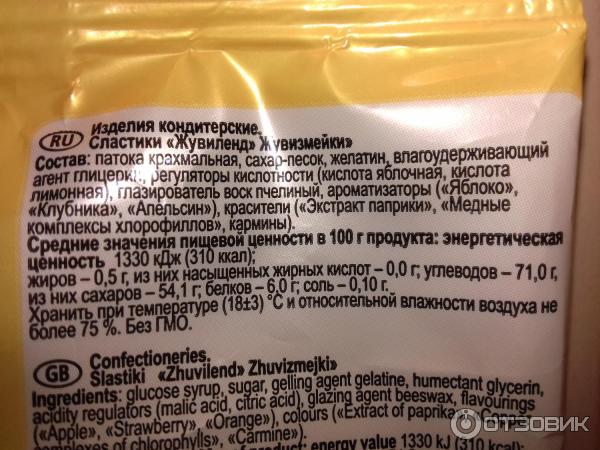 RU Изделия кондитерские.
Сластики «Жувиленд» Жувизмейки»
Состав: патока крахмальная, сахар-песок, желатин, влагоудерживающий
агент глицерин, регуляторы кислотности (кислота яблочная, кислота
лимонная), глазирователь воск пчелиный, ароматизаторы («Яблоко»,
«Клубника», «Апельсин»), красители («Экстракт паприки», «Медные
комплексы хлорофиллов», кармины).
Средние значения пищевой ценности в 100 г продукта: энергетическая
ценность 1330 кДж (310 ккал);
жиров – 0,5 г, из них насыщенных жирных кислот – 0,0 г; углеводов – 71,0 г,
из них сахаров – 54,1 г; белков – 6,0 г; соль – 0,10 г.
Хранить при температуре (18±3) °С и относительной влажности воздуха не
более 75 %. Без ГМО.
GB Confectioneries.
Slastiki «Zhuvilend» Zhuvizmejki»
Ingredients: glucose syrup, sugar, gelling agent gelatine, humectant glycerin,
acidity regulators (malic acid, citric acid), glazing agent beeswax, flavourings
(«Apple», «Strawberry», «Orange»), colours («Extract of paprika»,
complexes of chlorophylls», «Carmine»).
of product: energy value 1330 kJ (310 kcal);
ОТЗОВИК